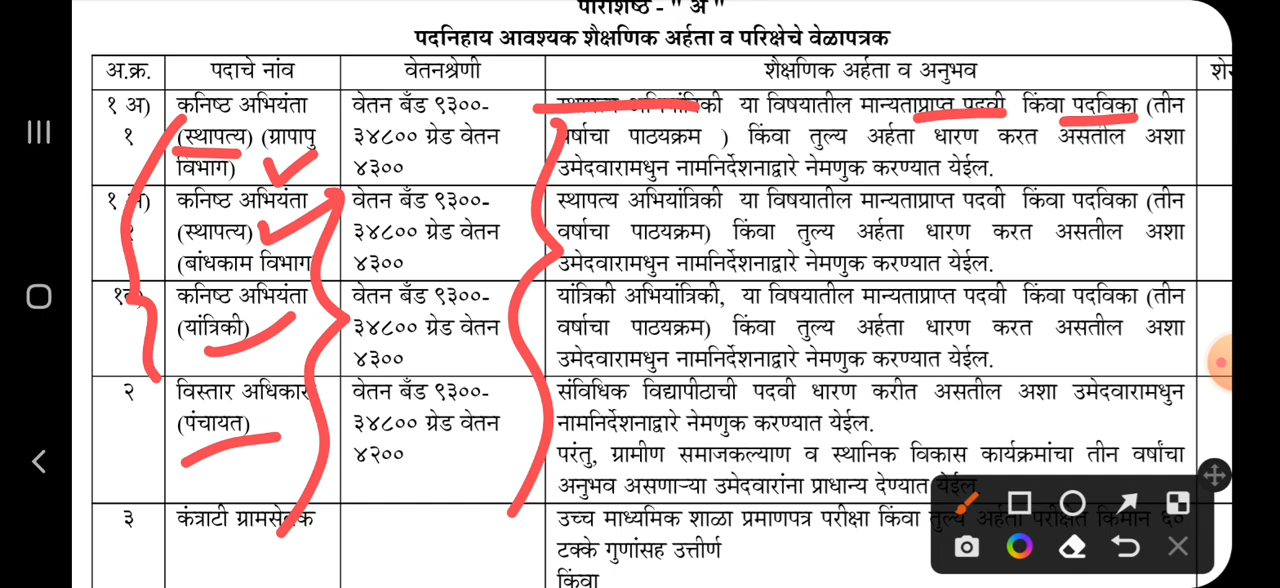 परिशिष्ठ - " अ "
पदनिहाय आवश्यक शैक्षणिक अर्हता व परिक्षेचे वेळापत्रक
अ.क्र. पदाचे नांव वेतनश्रेणी शैक्षणिक अर्हता व अनुभव
१ अ) कनिष्ठ अभियंता वेतन बँड ९३००- स्थापत्य अभियांत्रिकी या विषयातील मान्यताप्राप्त पदवी किंवा पदविका (तीन
१ (स्थापत्य) (ग्रापापु ३४८०० ग्रेड वेतन वर्षाचा पाठयक्रम ) किंवा तुल्य अर्हता धारण करत असतील अशा
विभाग) ४३०० उमेदवारामधुन नामनिर्देशनाद्वारे नेमणुक करण्यात येईल.
१ अ) कनिष्ठ अभियंता वेतन बँड ९३००- स्थापत्य अभियांत्रिकी या विषयातील मान्यताप्राप्त पदवी किंवा पदविका (तीन
२ (स्थापत्य) ३४८०० ग्रेड वेतन वर्षाचा पाठयक्रम) किंवा तुल्य अर्हता धारण करत असतील अशा
(बांधकाम विभाग ४३०० उमेदवारामधुन नामनिर्देशनाद्वारे नेमणुक करण्यात येईल.
कनिष्ठ अभियंता वेतन बँड ९३००- यांत्रिकी अभियांत्रिकी, या विषयातील मान्यताप्राप्त पदवी किंवा पदविका (तीन
(यांत्रिकी) ३४८०० ग्रेड वेतन वर्षाचा पाठयक्रम) किंवा तुल्य अर्हता धारण करत असतील अशा
४३०० उमेदवारामधुन नामनिर्देशनाद्वारे नेमणुक करण्यात येईल.
२ विस्तार अधिकारी वेतन बँड ९३००- संविधिक विद्यापीठाची पदवी धारण करीत असतील अशा उमेदवारामधुन
(पंचायत) ३४८०० ग्रेड वेतन नामनिर्देशनाद्वारे नेमणुक करण्यात येईल.
४२०० परंतु, ग्रामीण समाजकल्याण व स्थानिक विकास कार्यक्रमांचा तीन वर्षांचा
अनुभव असणाऱ्या उमेदवारांना प्राधान्य देण्यात येईल
३ कंत्राटी ग्रामसेवक उच्च माध्यमिक शाळा प्रमाणपत्र परीक्षा किंवा तुल्य अर्हता परीक्षेत किमान ६०
टक्के गुणांसह उत्तीर्ण
किंवा